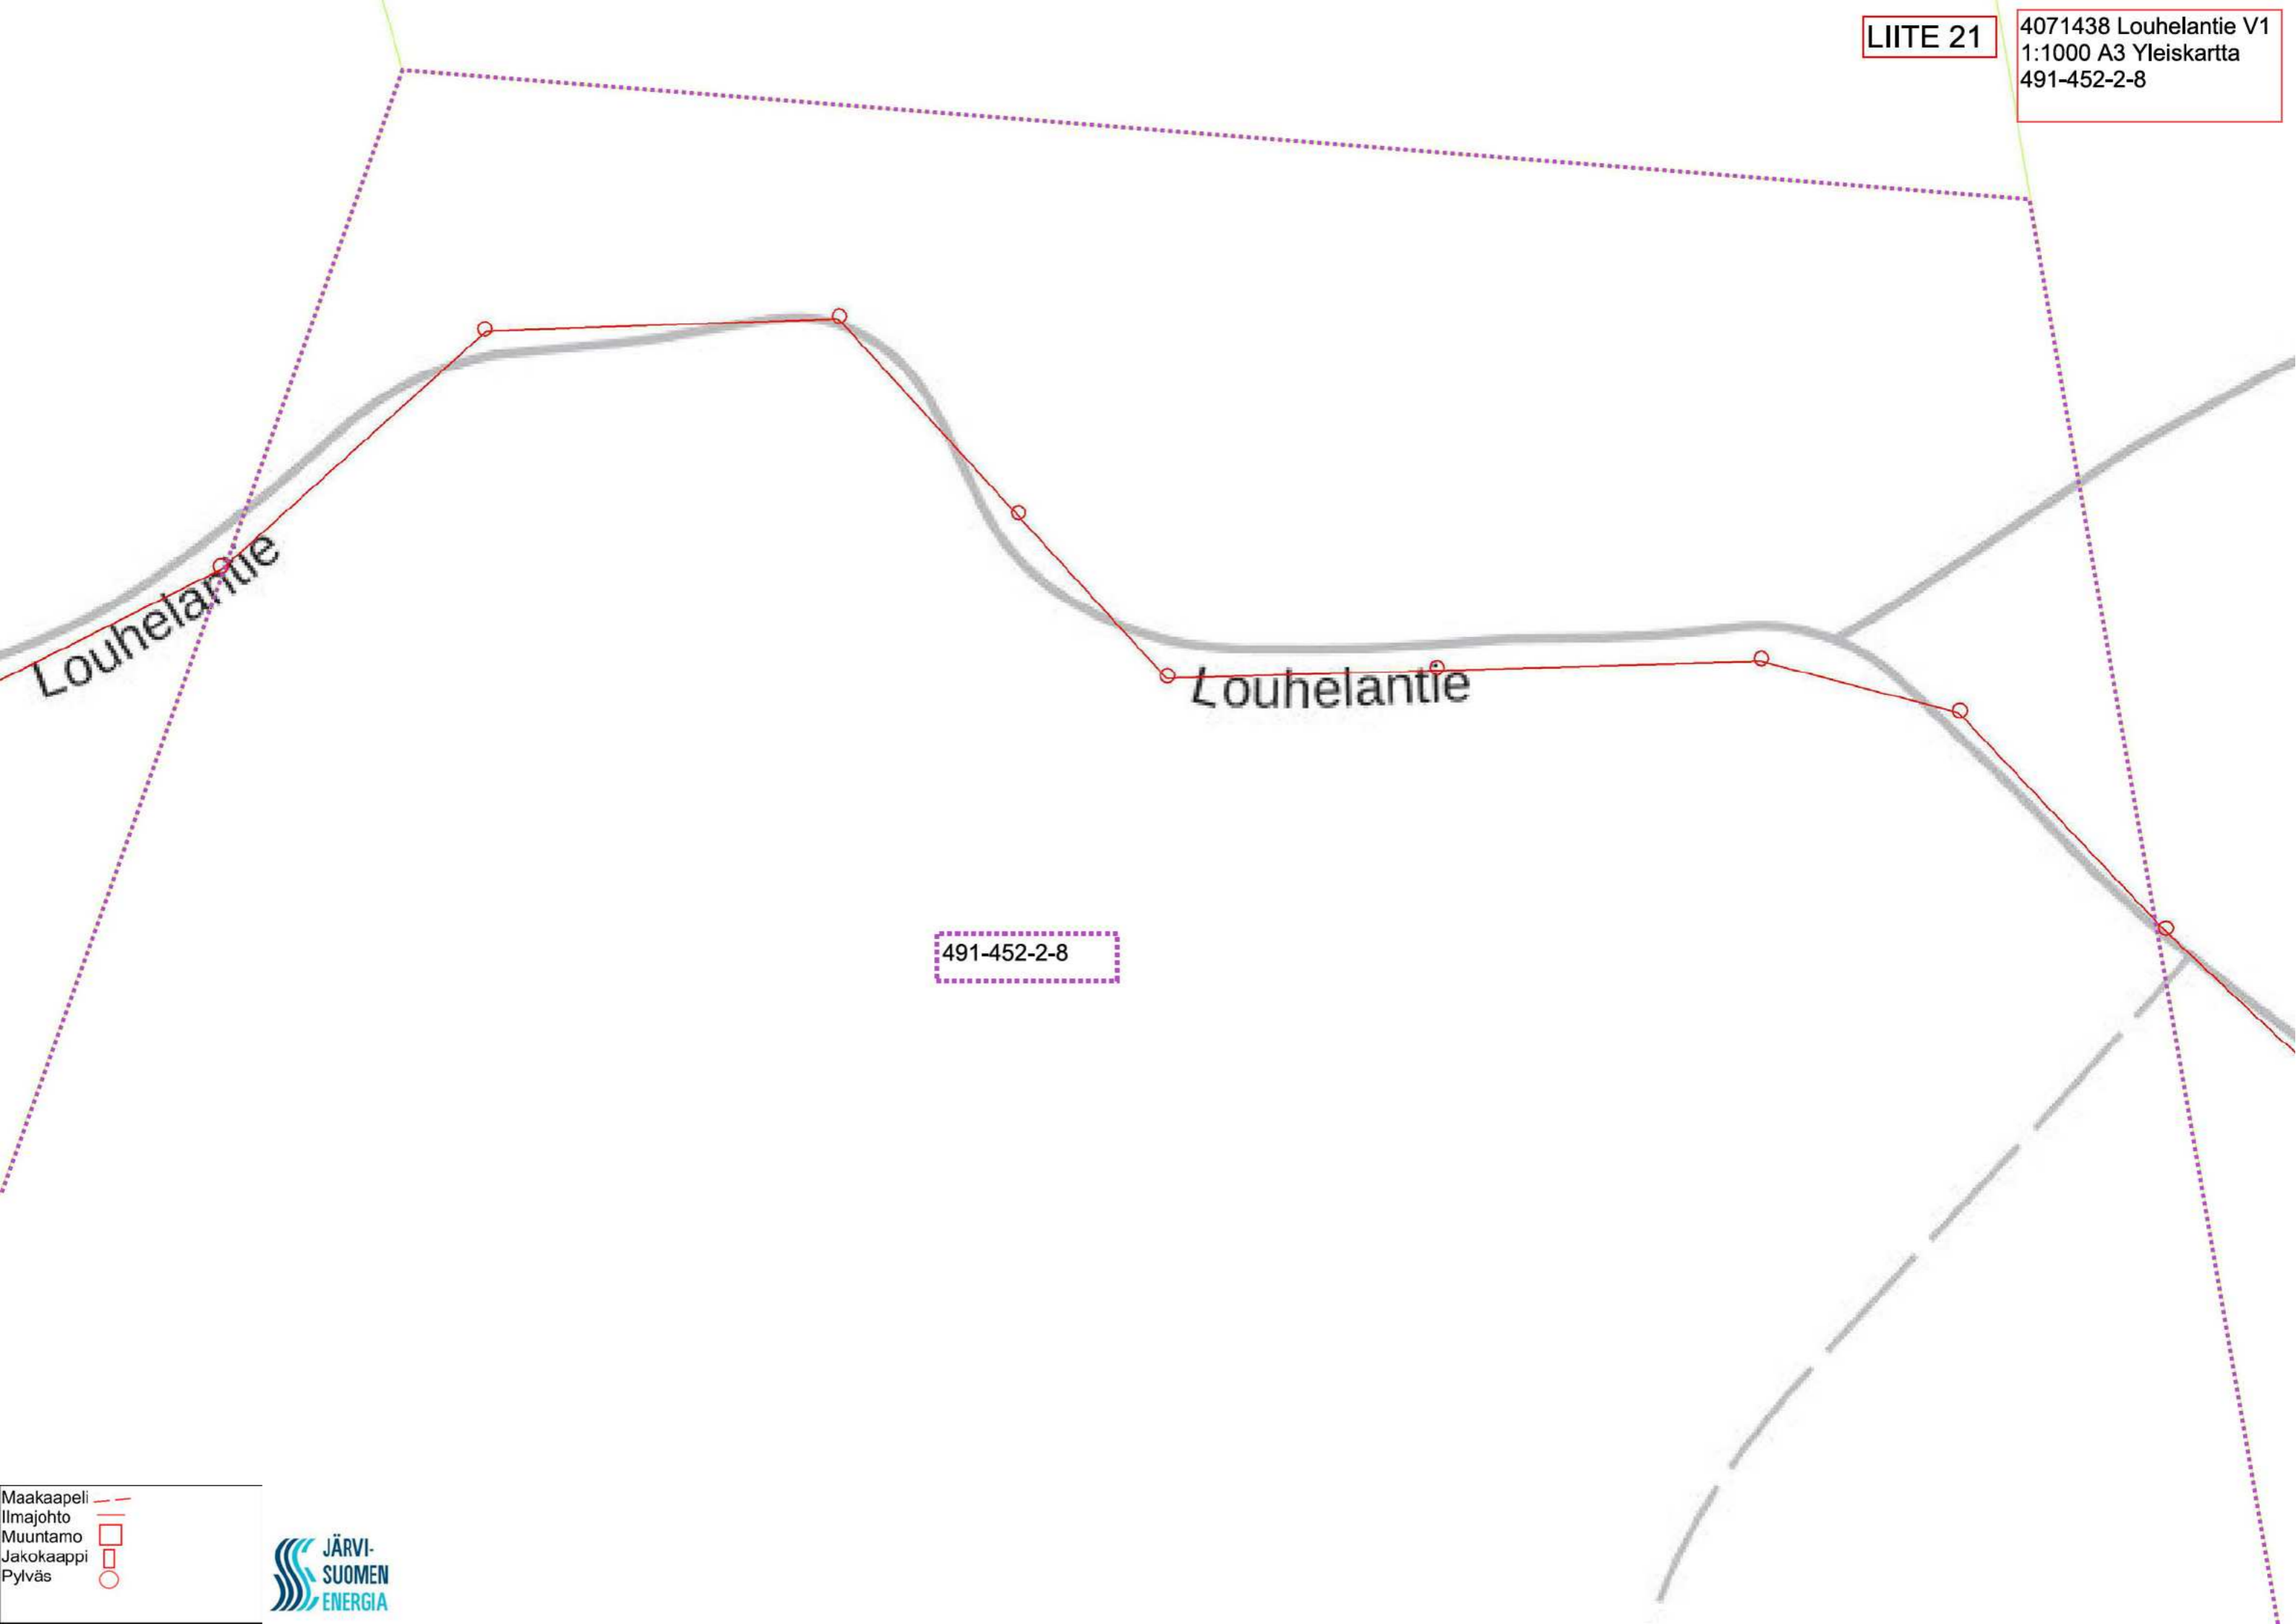 LIITE 21
4071438 Louhelantie V1
1:1000 A3 Yleiskartta
491-452-2-8
Louhelantie
Louhelantie
491-452-2-8
Maakaapeli
Ilmajohto
Muuntamo
Jakokaappi
Pylväs
JÄRVI-
SUOMEN
ENERGIA